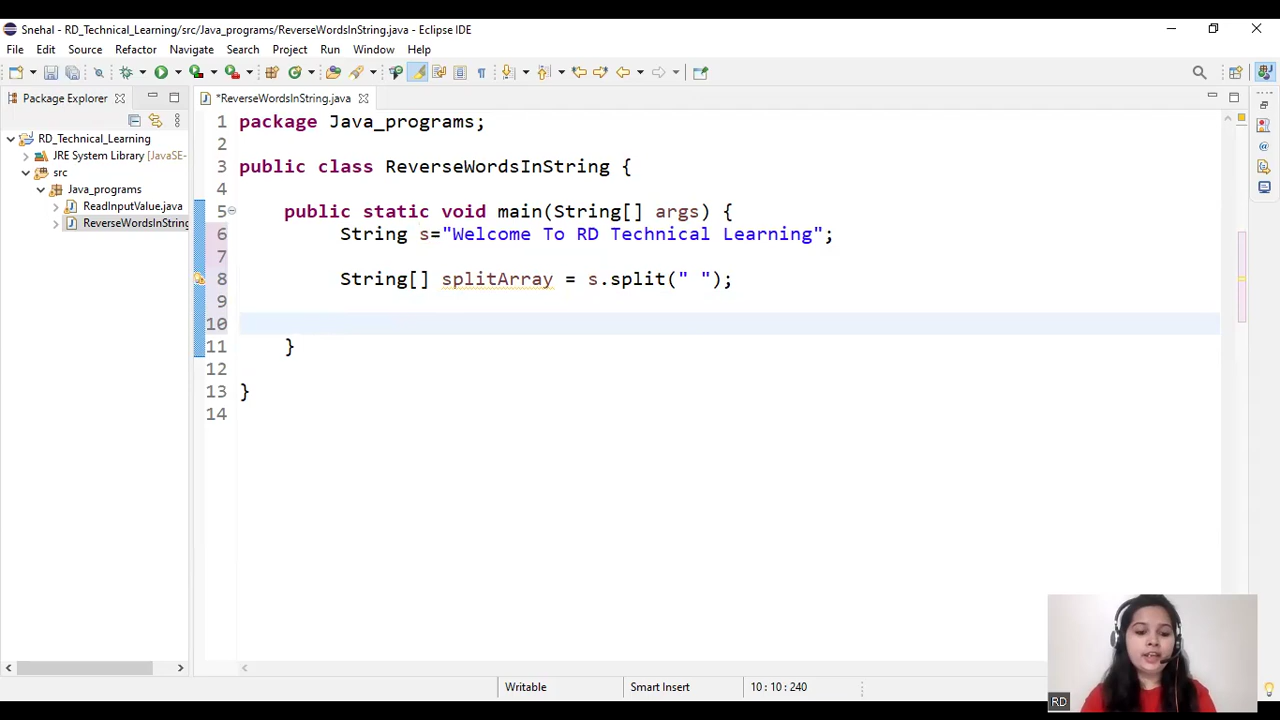 Snehal - RD_Technical_Learning/src/Java_programs/ReverseWordsInString.java - Eclipse IDE
File Edit Source Refactor Navigate Search Project Run Window Help
Package Explorer
*ReverseWordsInString.java
RD_Technical_Learning
JRE System Library [JavaSE-
src
Java_programs
ReadInputValue.java
ReverseWordsInString
1 package Java_programs;
2
3 public class ReverseWordsInString {
4
5 public static void main(String[] args) {
6 String s="Welcome To RD Technical Learning";
7
8 String[] splitArray = s.split(" ");
9
10
11 }
12
13 }
14
Writable Smart Insert 10 : 10 : 240
RD